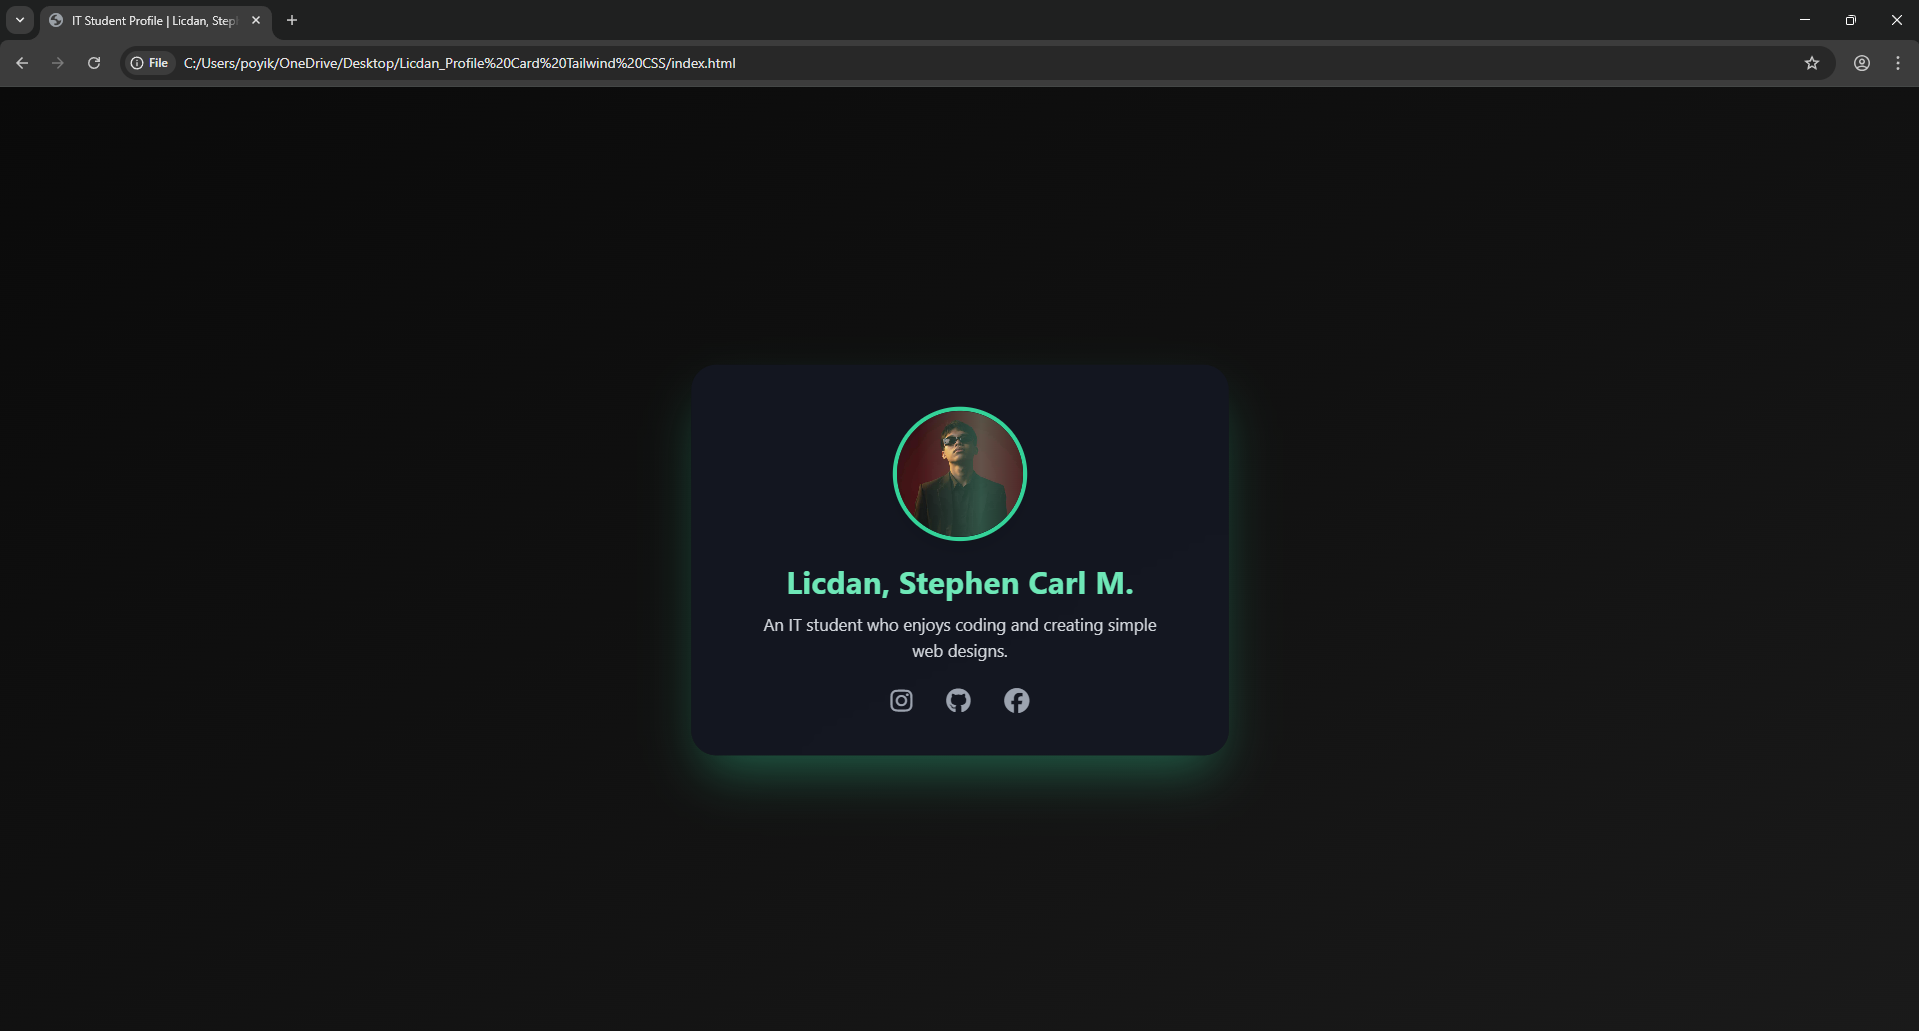 IT Student Profile | Licdan, Step
File
C:/Users/poyik/OneDrive/Desktop/Licdan_Profile%20Card%20Tailwind%20CSS/index.html
Licdan, Stephen Carl M.
An IT student who enjoys coding and creating simple
web designs.